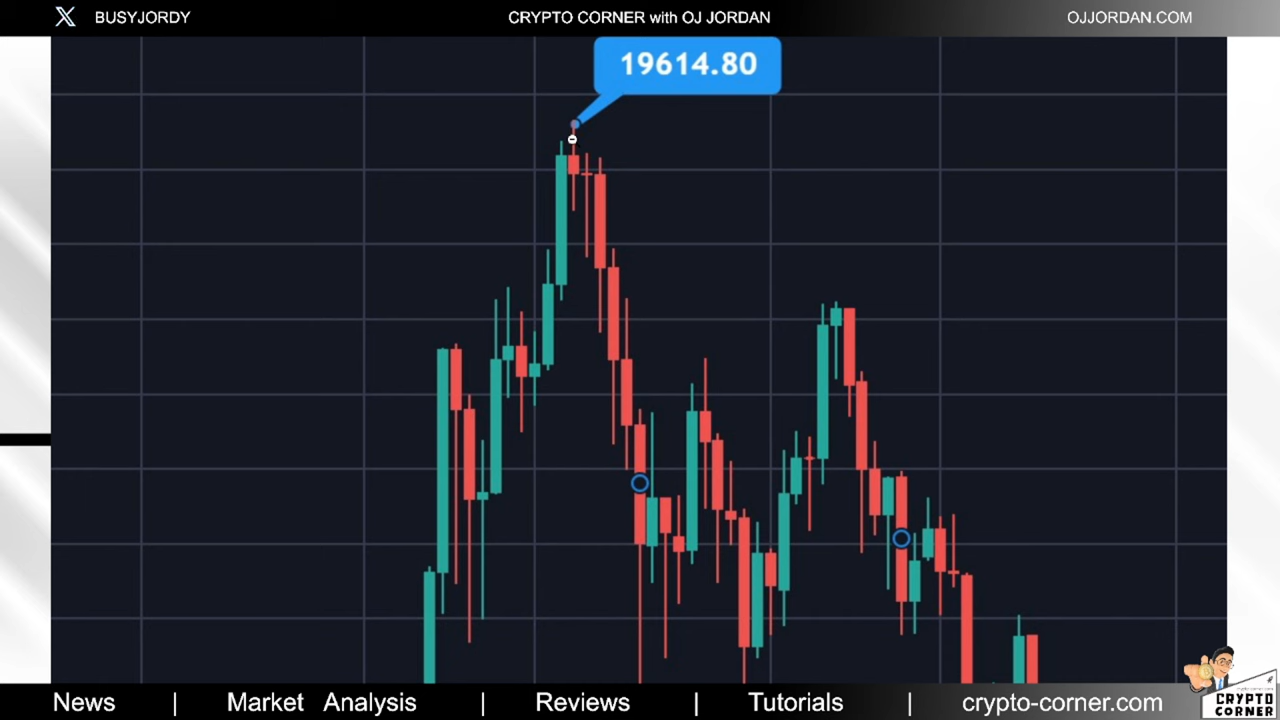 BUSYJORDY
CRYPTO CORNER with OJ JORDAN
OJJORDAN.COM
19614.80
News | Market Analysis | Reviews | Tutorials | crypto-corner.com
CRYPTO
CORNER